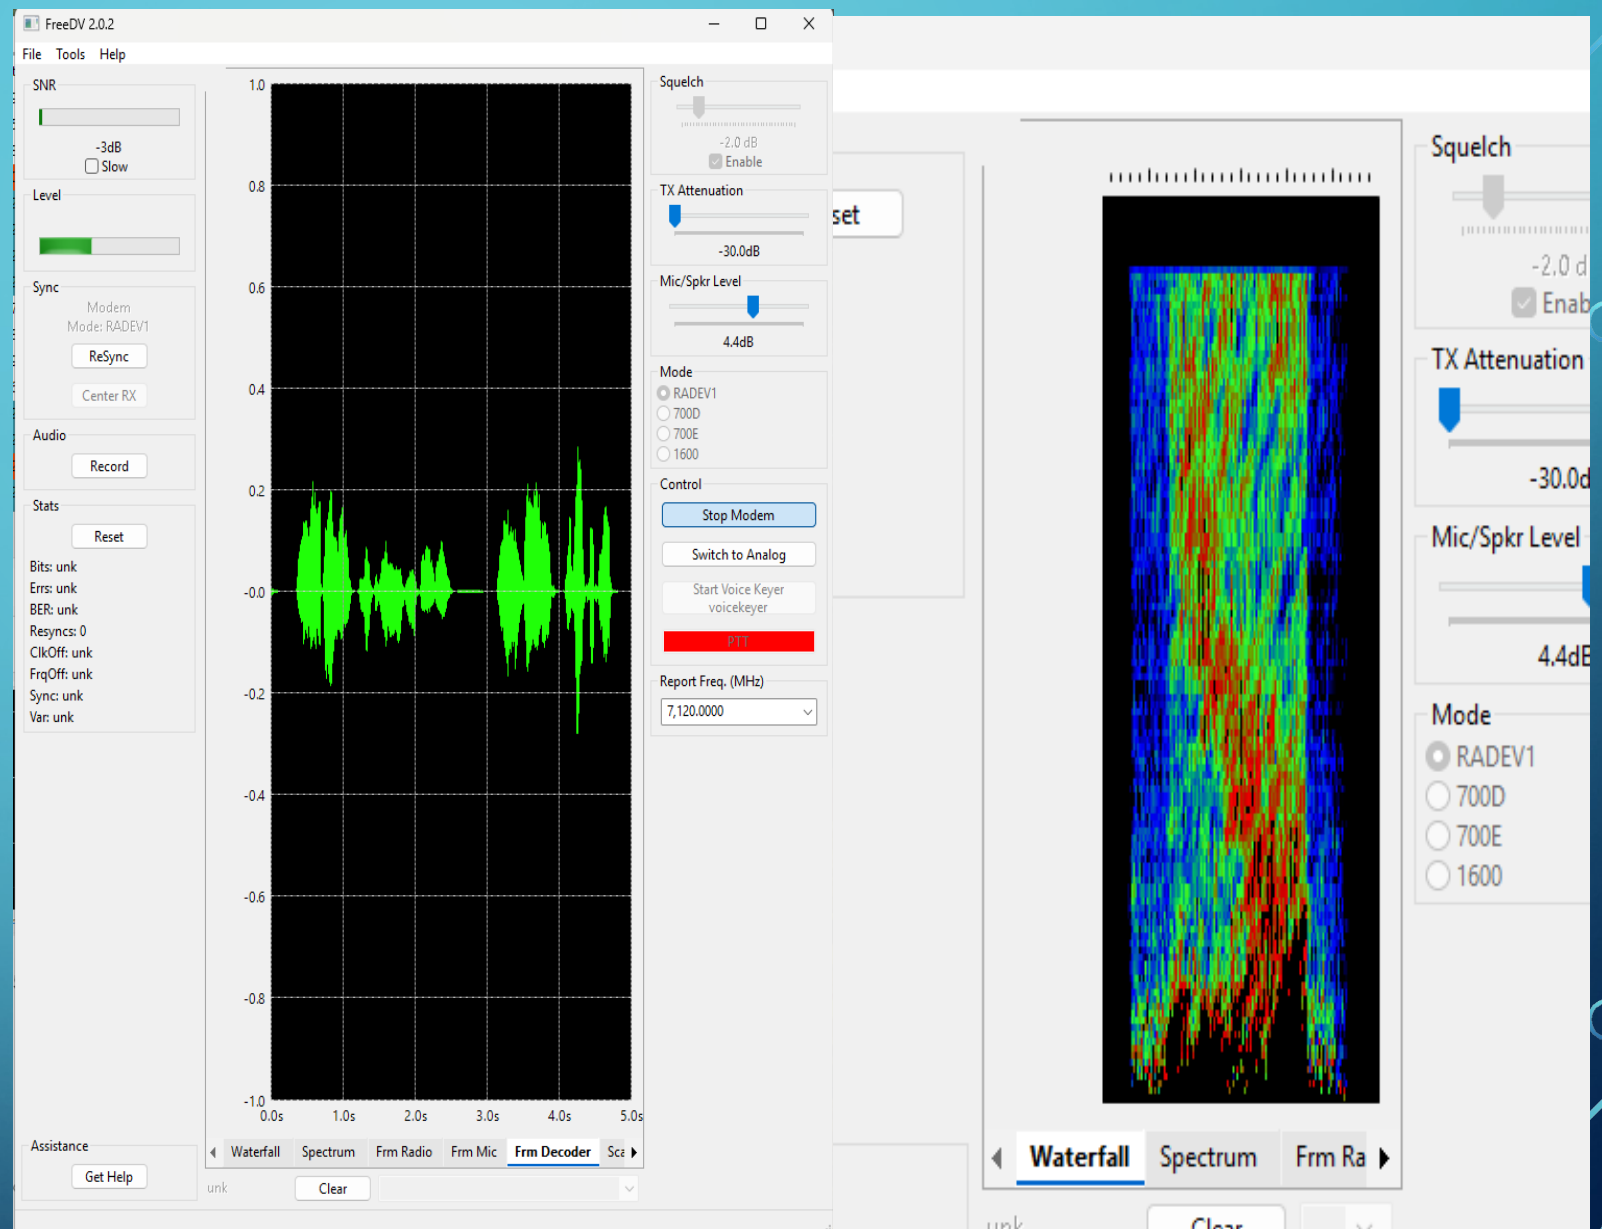 FreeDV 2.0.2
File Tools Help
SNR
-3dB
Slow
Level
Sync
Modem
Mode: RADEV1
ReSync
Center RX
Audio
Record
Stats
Reset
Bits: unk
Errs: unk
BER: unk
Resyncs: 0
ClkOff: unk
FrqOff: unk
Sync: unk
Var: unk
Assistance
Get Help
1.0
0.8
0.6
0.4
0.2
-0.0
-0.2
-0.4
-0.6
-0.8
-1.0
0.0s 1.0s 2.0s 3.0s 4.0s 5.0s
Waterfall Spectrum Frm Radio Frm Mic Frm Decoder Sca
unk Clear
Squelch
-2.0 dB
Enable
TX Attenuation
-30.0dB
Mic/Spkr Level
4.4dB
Mode
RADEV1
700D
700E
1600
Control
Stop Modem
Switch to Analog
Start Voice Keyer
voicekeyer
PTT
Report Freq. (MHz)
7,120.0000
set
Waterfall Spectrum Frm Ra
unk Clear
Squelch
-2.0 d
Enab
TX Attenuation
-30.0d
Mic/Spkr Level
4.4dB
Mode
RADEV1
700D
700E
1600